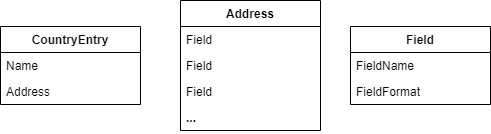 CountryEntry
Name
Address
Address
Field
Field
Field
...
Field
FieldName
FieldFormat